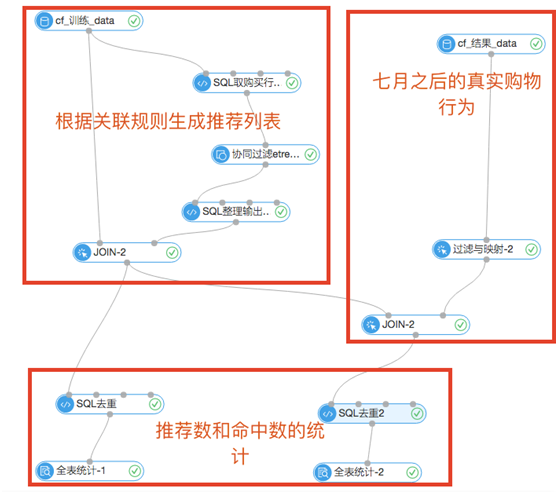 cf_训练_data
cf_结果_data
SQL取购买行..
七月之后的真实购物
行为
根据关联规则生成推荐列表
协同过滤etre...
SQL整理输出..
JOIN-2
过滤与映射-2
JOIN-2
SQL去重
SQL去重2
推荐数和命中数的统
计
全表统计-1
全表统计-2